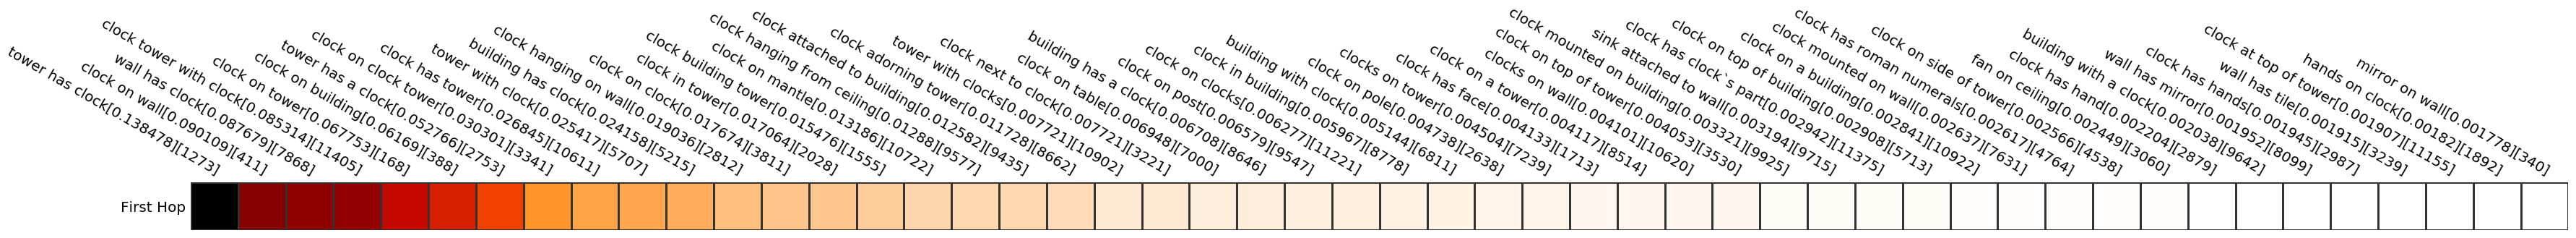 tower has clock[0.138478][1273]
clock on wall[0.09109][411]
wall has clock[0.087679][7868]
clock tower with clock[0.085314][11405]
clock on tower[0.066753][168]
clock on building[0.06169][388]
tower has a clock[0.052766][2753]
clock on clock tower[0.030301][3341]
clock has tower[0.026845][10611]
tower with clock[0.025417][5707]
building has clock[0.024158][5215]
clock hanging on wall[0.019036][2812]
clock on clock[0.017674][3811]
clock in tower[0.017064][2028]
clock building tower[0.015476][1555]
clock on mantle[0.013186][10722]
clock hanging from ceiling[0.01288][9577]
clock attached to building[0.012582][9435]
clock adorning tower[0.011728][8662]
tower with clocks[0.007721][10902]
clock next to clock[0.007721][3221]
clock on table[0.006948][7000]
building has a clock[0.006708][8646]
clock on post[0.006579][9547]
clock on clocks[0.006277][11221]
clock in building[0.005967][8778]
building with clock[0.005144][6811]
clock on pole[0.004738][2638]
clocks on tower[0.004504][7239]
clock has face[0.004133][1713]
clock on a tower[0.004117][8514]
clocks on wall[0.004101][10620]
clock on top of tower[0.004053][3530]
clock mounted on building[0.003321][9925]
sink attached to wall[0.003194][9715]
clock has clock`s part[0.002942][11375]
clock on top of building[0.002908][5713]
clock on a building[0.002841][10922]
clock mounted on wall[0.002637][7631]
clock has roman numerals[0.002617][4764]
clock on side of tower[0.002566][4538]
fan on ceiling[0.002449][3060]
clock has hand[0.002204][2879]
building with a clock[0.002038][9642]
wall has mirror[0.001952][8099]
clock has hands[0.001945][2987]
wall has tile[0.001915][3239]
clock at top of tower[0.001907][11155]
hands on clock[0.00182][1892]
mirror on wall[0.001778][340]
First Hop